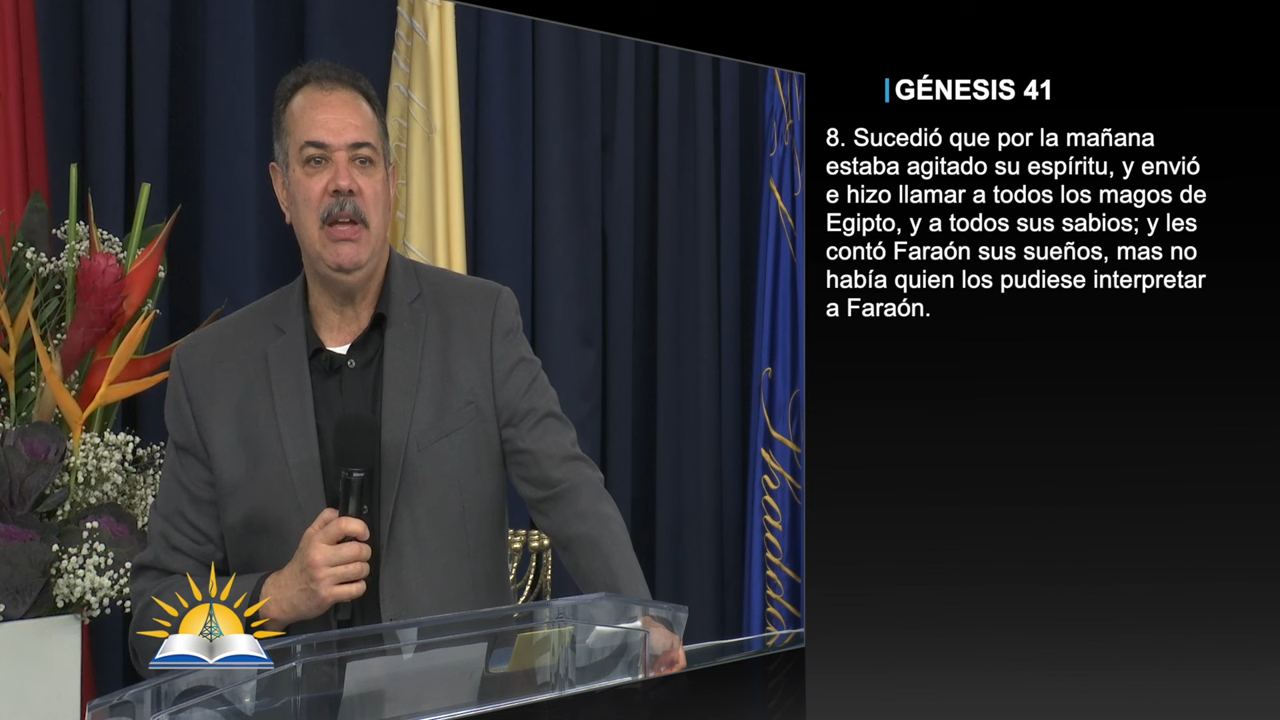 GÉNESIS 41
8. Sucedió que por la mañana
estaba agitado su espíritu, y envió
e hizo llamar a todos los magos de
Egipto, y a todos sus sabios; y les
contó Faraón sus sueños, mas no
había quien los pudiese interpretar
a Faraón.
Thadda